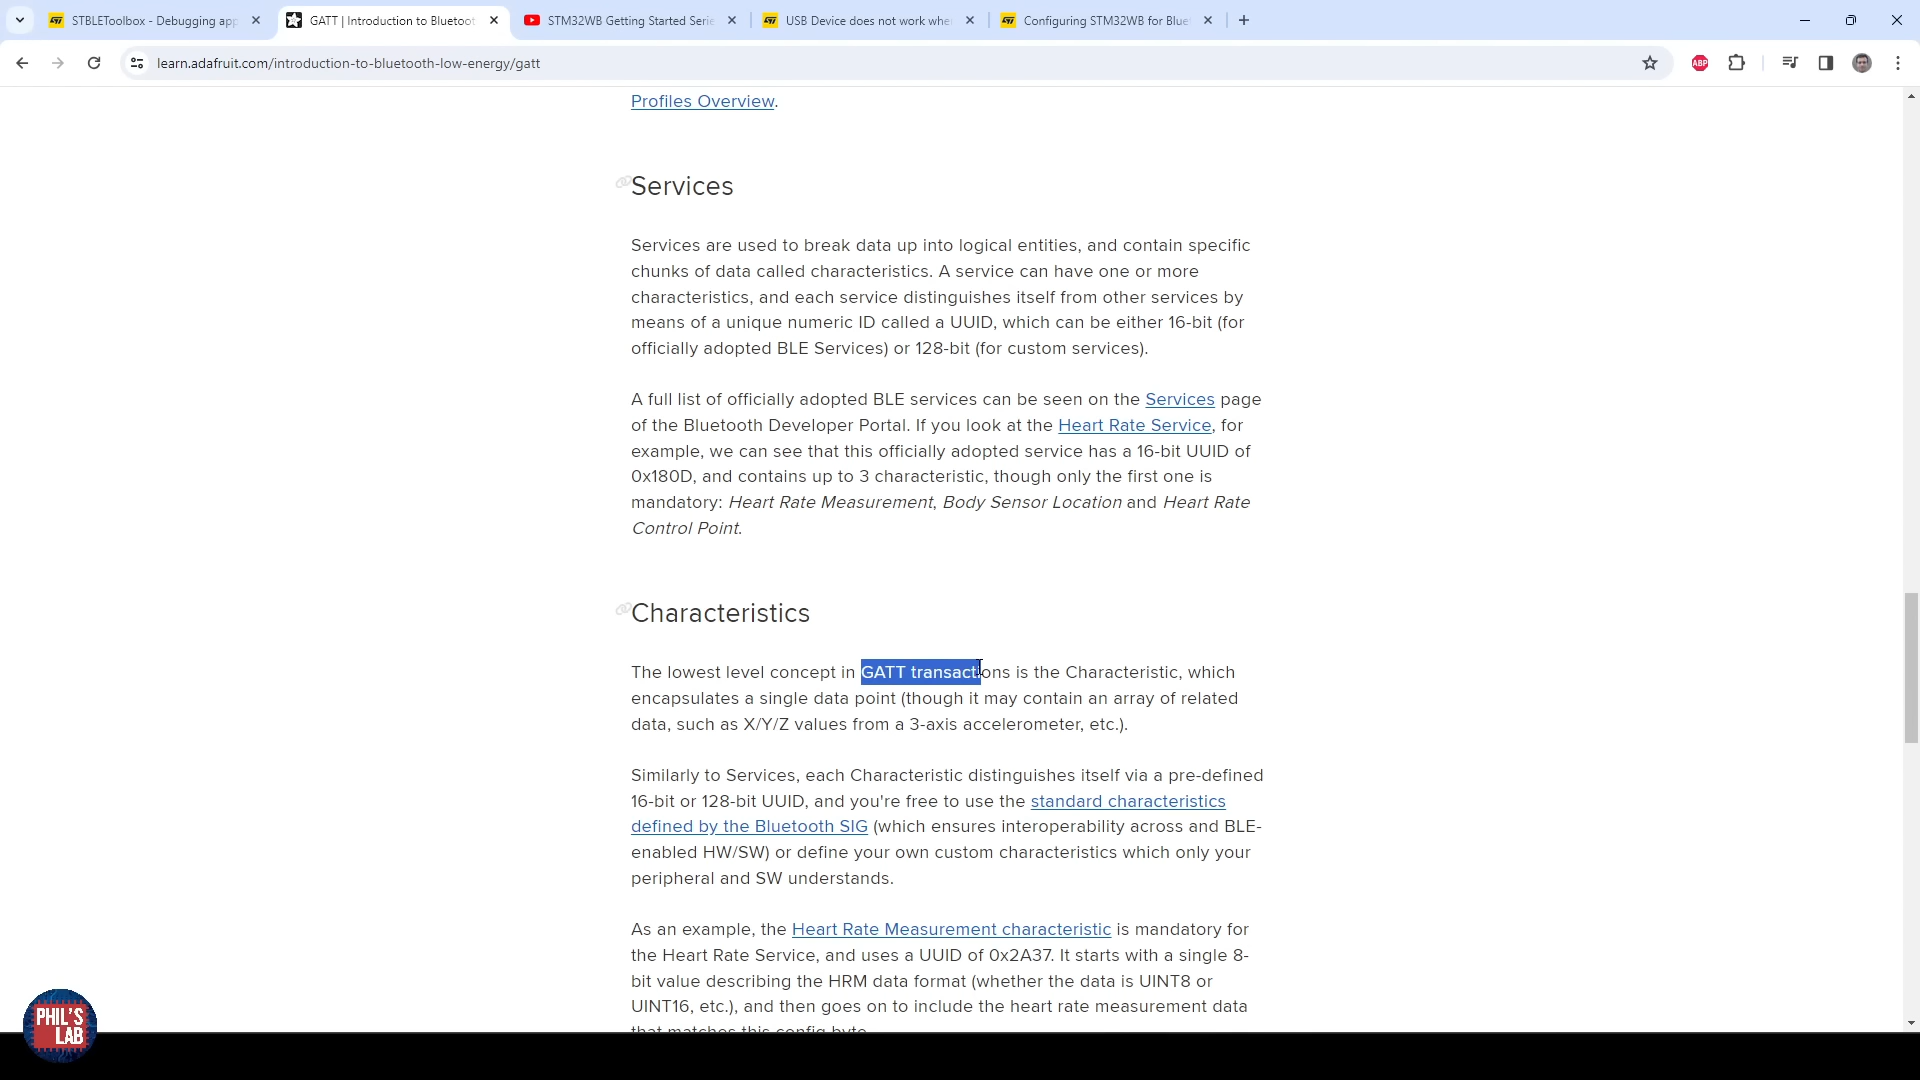 STBLEToolbox - Debugging app
GATT | Introduction to Bluetoot
STM32WB Getting Started Serie
USB Device does not work whe
Configuring STM32WB for Blue
learn.adafruit.com/introduction-to-bluetooth-low-energy/gatt
ABP
Profiles Overview.
Services
Services are used to break data up into logical entities, and contain specific
chunks of data called characteristics. A service can have one or more
characteristics, and each service distinguishes itself from other services by
means of a unique numeric ID called a UUID, which can be either 16-bit (for
officially adopted BLE Services) or 128-bit (for custom services).
A full list of officially adopted BLE services can be seen on the Services page
of the Bluetooth Developer Portal. If you look at the Heart Rate Service, for
example, we can see that this officially adopted service has a 16-bit UUID of
0x180D, and contains up to 3 characteristic, though only the first one is
mandatory: Heart Rate Measurement, Body Sensor Location and Heart Rate
Control Point.
Characteristics
The lowest level concept in GATT transactions is the Characteristic, which
encapsulates a single data point (though it may contain an array of related
data, such as X/Y/Z values from a 3-axis accelerometer, etc.).
Similarly to Services, each Characteristic distinguishes itself via a pre-defined
16-bit or 128-bit UUID, and you're free to use the standard characteristics
defined by the Bluetooth SIG (which ensures interoperability across and BLE-
enabled HW/SW) or define your own custom characteristics which only your
peripheral and SW understands.
As an example, the Heart Rate Measurement characteristic is mandatory for
the Heart Rate Service, and uses a UUID of 0x2A37. It starts with a single 8-
bit value describing the HRM data format (whether the data is UINT8 or
UINT16, etc.), and then goes on to include the heart rate measurement data
that matches this config byte.
PHIL'S
LAB